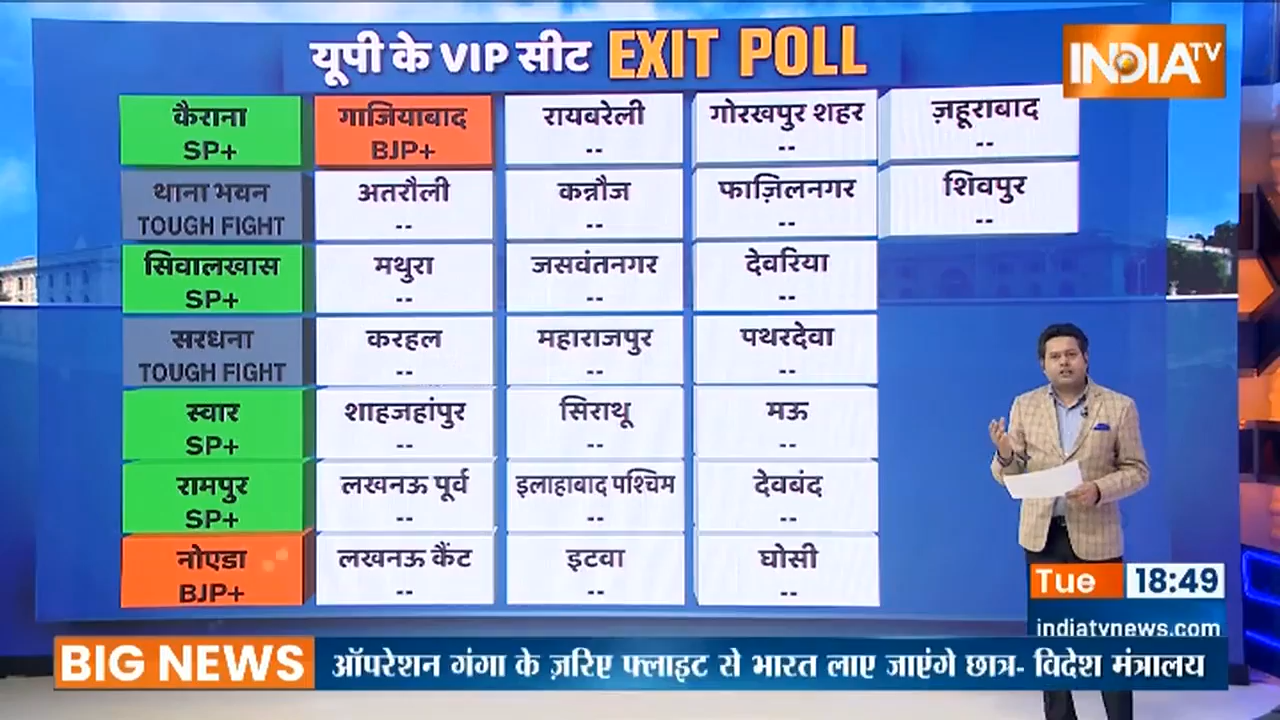 यूपी के VIP सीट EXIT POLL
INDIA TV
कैराना
SP+
गाजियाबाद
BJP+
रायबरेली
--
गोरखपुर शहर
--
ज़हूराबाद
--
थाना भवन
TOUGH FIGHT
अतरौली
--
कन्नौज
--
फाज़िलनगर
--
शिवपुर
--
सिवालखास
SP+
मथुरा
--
जसवंतनगर
--
देवरिया
--
सरधना
TOUGH FIGHT
करहल
--
महाराजपुर
--
पथरदेवा
--
स्वार
SP+
शाहजहांपुर
--
सिराथू
--
मऊ
--
रामपुर
SP+
लखनऊ पूर्व
--
इलाहाबाद पश्चिम
--
देवबंद
--
नोएडा
BJP+
लखनऊ कैंट
--
इटवा
--
घोसी
--
Tue 18:49
indiatvnews.com
BIG NEWS ऑपरेशन गंगा के ज़रिए फ्लाइट से भारत लाए जाएंगे छात्र- विदेश मंत्रालय